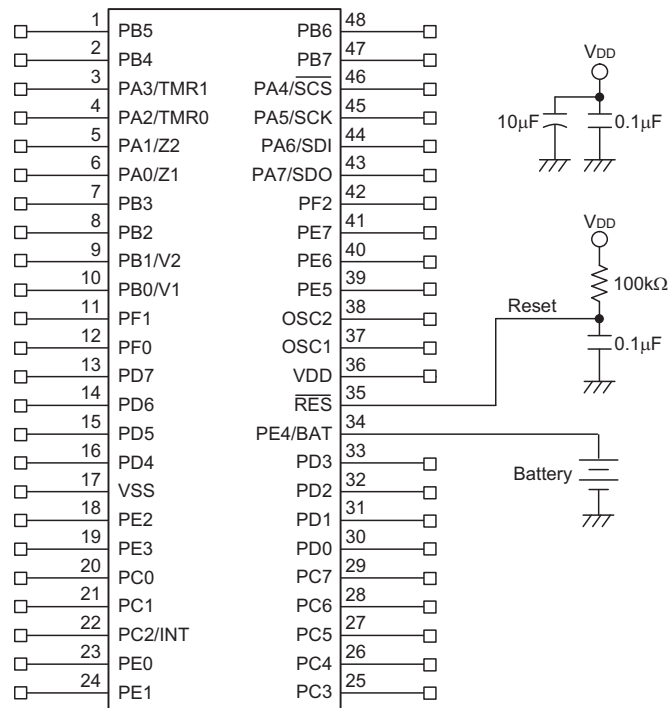 1 PB5 PB6 48
2 PB4 PB7 47
3 PA3/TMR1 PA4/S̅C̅S̅ 46
4 PA2/TMR0 PA5/SCK 45
5 PA1/Z2 PA6/SDI 44
6 PA0/Z1 PA7/SDO 43
7 PB3 PF2 42
8 PB2 PE7 41
9 PB1/V2 PE6 40
10 PB0/V1 PE5 39
11 PF1 OSC2 38
12 PF0 OSC1 37
13 PD7 VDD 36
14 PD6 R̅E̅S̅ 35
15 PD5 PE4/BAT 34
16 PD4 PD3 33
17 VSS PD2 32
18 PE2 PD1 31
19 PE3 PD0 30
20 PC0 PC7 29
21 PC1 PC6 28
22 PC2/INT PC5 27
23 PE0 PC4 26
24 PE1 PC3 25
VDD
10μF 0.1μF
VDD
100kΩ
Reset
0.1μF
Battery